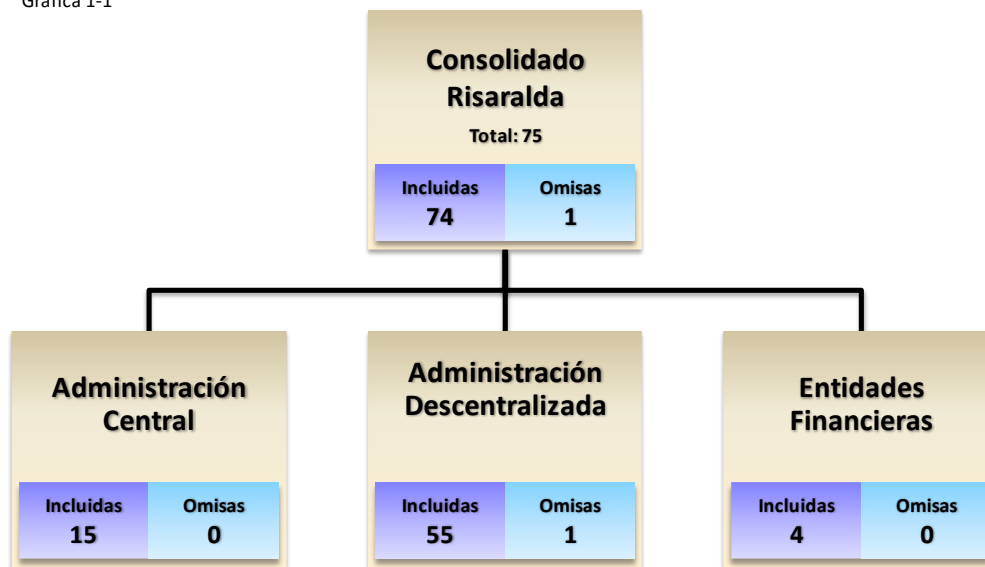 Gráfica 1-1
Consolidado
Risaralda
Total: 75
Incluidas
74
Omisas
1
Administración
Central
Incluidas
15
Omisas
0
Administración
Descentralizada
Incluidas
55
Omisas
1
Entidades
Financieras
Incluidas
4
Omisas
0